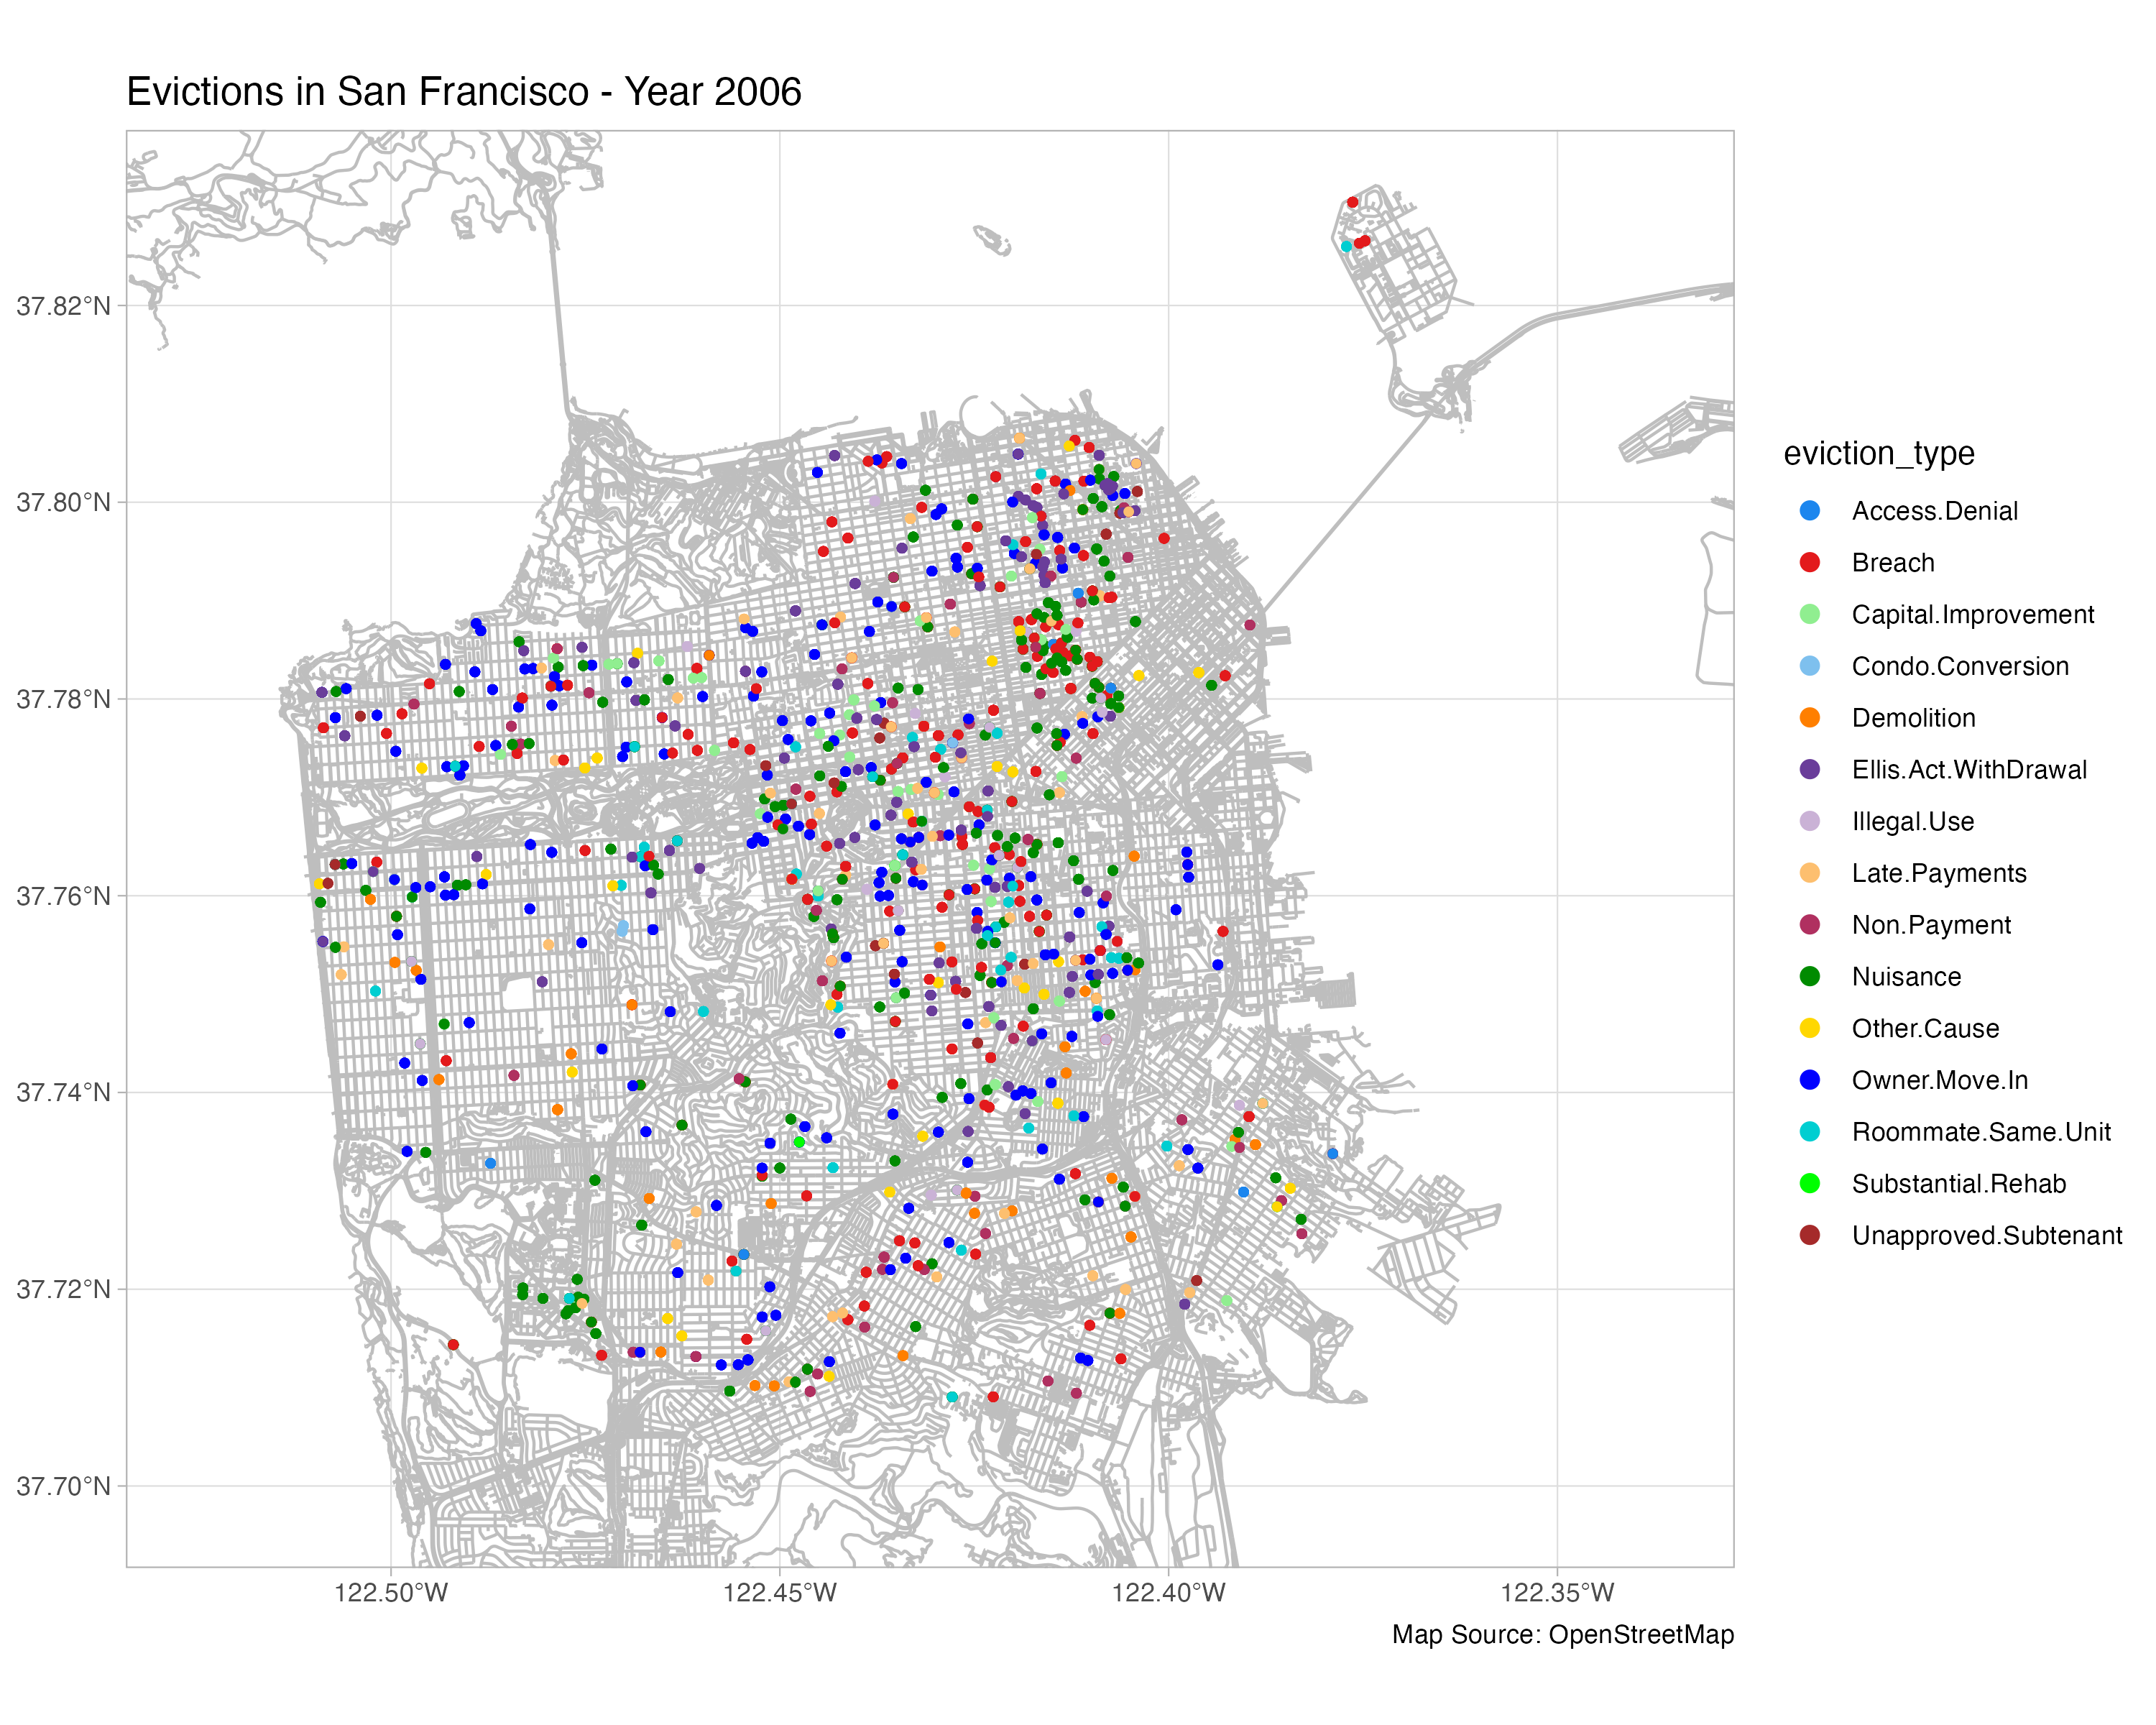 Evictions in San Francisco - Year 2006
37.82°N
37.80°N
37.78°N
37.76°N
37.74°N
37.72°N
37.70°N
122.50°W
122.45°W
122.40°W
122.35°W
Map Source: OpenStreetMap
eviction_type
Access.Denial
Breach
Capital.Improvement
Condo.Conversion
Demolition
Ellis.Act.WithDrawal
Illegal.Use
Late.Payments
Non.Payment
Nuisance
Other.Cause
Owner.Move.In
Roommate.Same.Unit
Substantial.Rehab
Unapproved.Subtenant